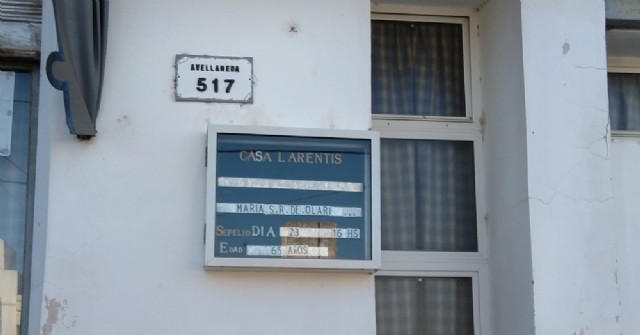 AVELLANEDA
517
CASA LARENTIS
MARIA S.R. DE OLARI
SEPELIO DIA 23 16 HS
EDAD 65 AÑOS